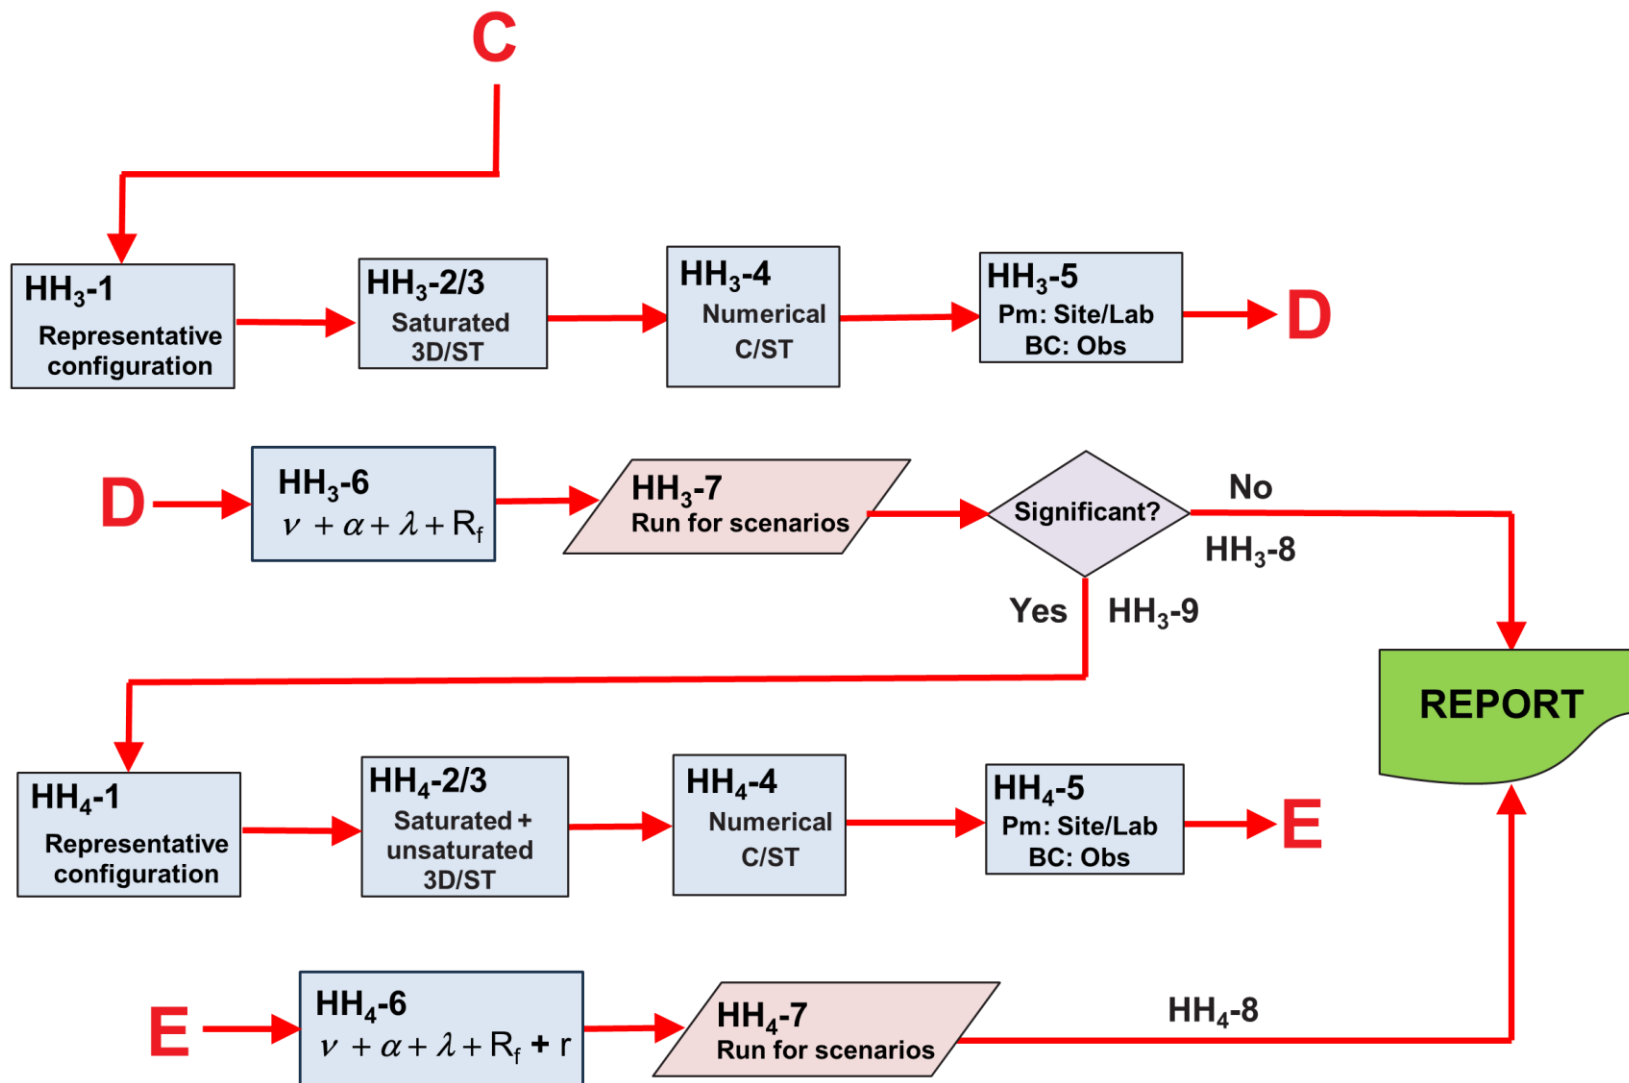 C
HH₃-1
Representative
configuration
HH₃-2/3
Saturated
3D/ST
HH₃-4
Numerical
C/ST
HH₃-5
Pm: Site/Lab
BC: Obs
D
D
HH₃-6
ν + α + λ + R_f
HH₃-7
Run for scenarios
Significant?
No
HH₃-8
Yes
HH₃-9
REPORT
HH₄-1
Representative
configuration
HH₄-2/3
Saturated +
unsaturated
3D/ST
HH₄-4
Numerical
C/ST
HH₄-5
Pm: Site/Lab
BC: Obs
E
E
HH₄-6
ν + α + λ + R_f + r
HH₄-7
Run for scenarios
HH₄-8